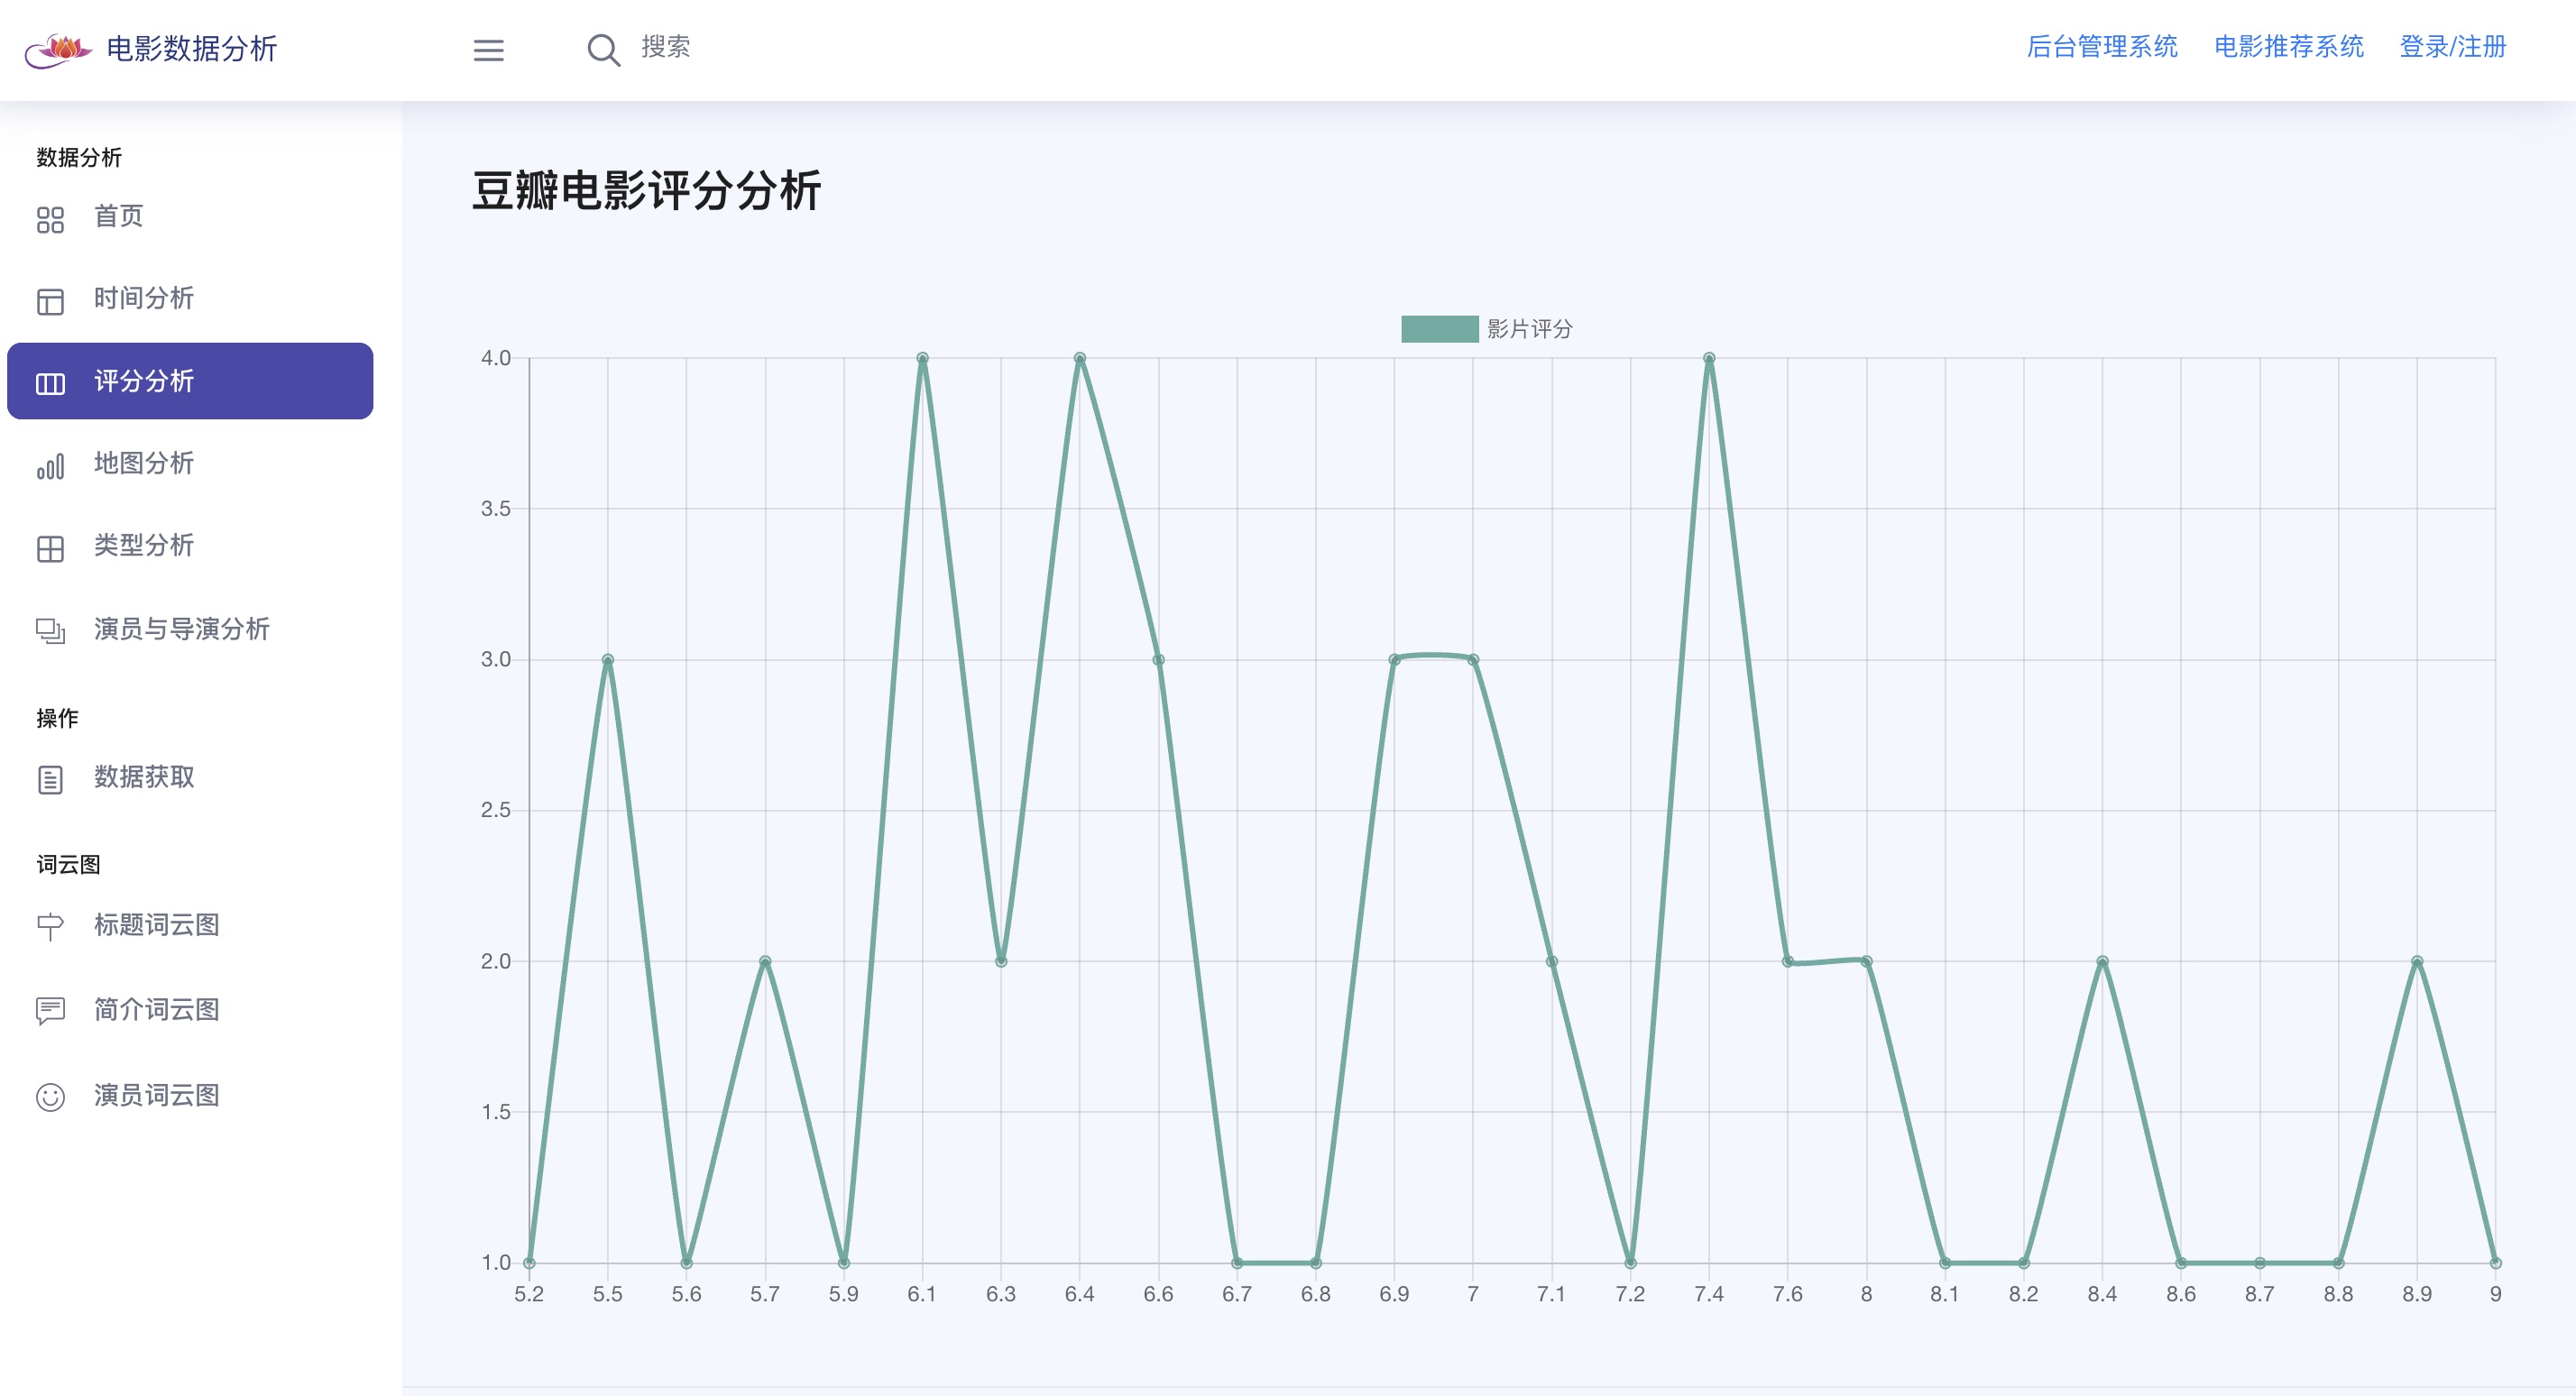 电影数据分析
搜索
后台管理系统 电影推荐系统 登录/注册
数据分析
首页
时间分析
评分分析
地图分析
类型分析
演员与导演分析
操作
数据获取
词云图
标题词云图
简介词云图
演员词云图
豆瓣电影评分分析
影片评分
4.0
3.5
3.0
2.5
2.0
1.5
1.0
5.2 5.5 5.6 5.7 5.9 6.1 6.3 6.4 6.6 6.7 6.8 6.9 7 7.1 7.2 7.4 7.6 8 8.1 8.2 8.4 8.6 8.7 8.8 8.9 9